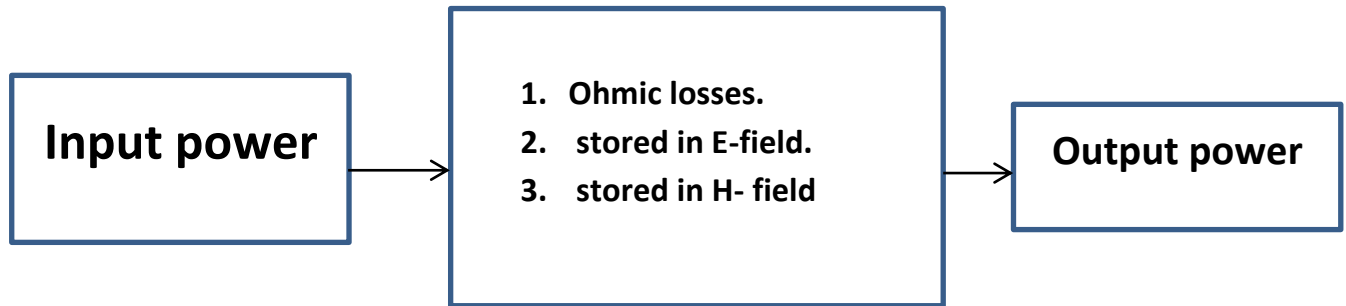 Input power
1. Ohmic losses.
2. stored in E-field.
3. stored in H- field
Output power